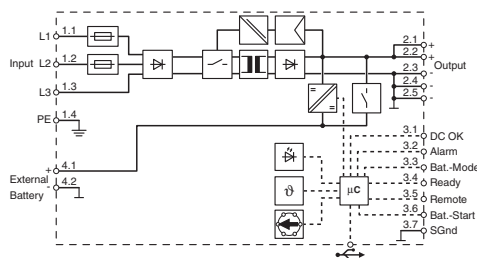 L1 1.1
Input L2 1.2
L3 1.3
PE 1.4
+ 4.1
External
Battery
- 4.2
2.1 +
2.2 +
Output
2.3 -
2.4 -
2.5 -
= =
ϑ
µC
3.1 DC OK
3.2 Alarm
3.3 Bat.-Mode
3.4 Ready
3.5 Remote
3.6 Bat.-Start
3.7 SGnd